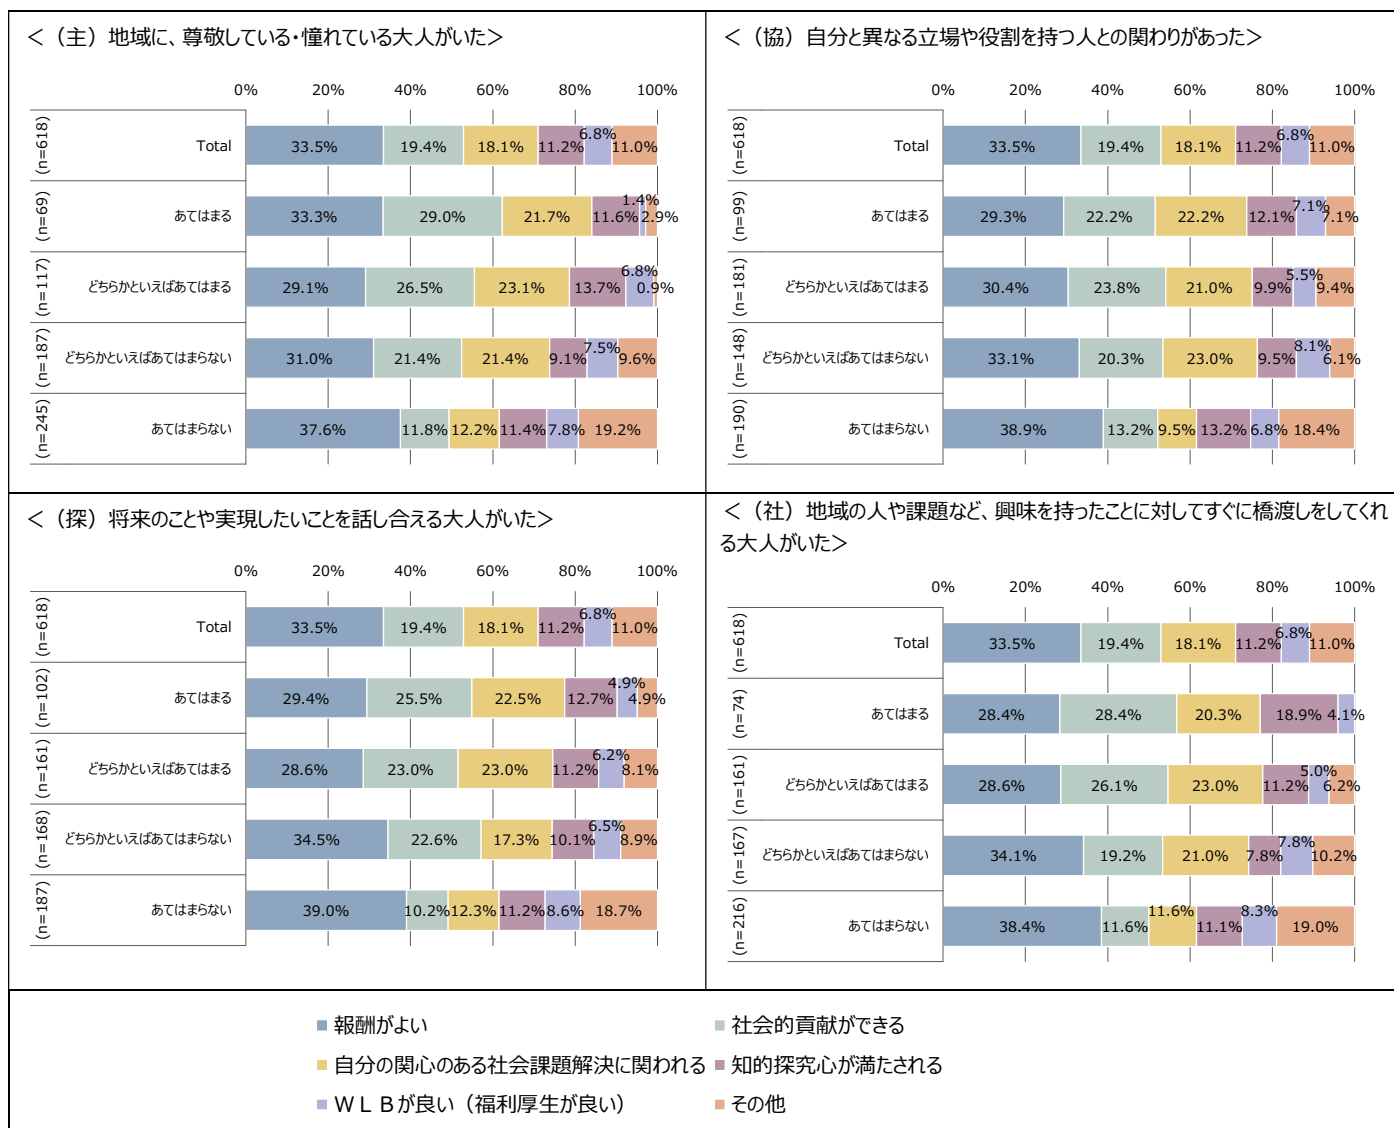 ＜（主）地域に、尊敬している・憧れている大人がいた＞
0% 20% 40% 60% 80% 100%
(n=618) Total 33.5% 19.4% 18.1% 11.2% 6.8% 11.0%
(n=69) あてはまる 33.3% 29.0% 21.7% 11.6% 1.4% 2.9%
(n=117) どちらかといえばあてはまる 29.1% 26.5% 23.1% 13.7% 6.8% 0.9%
(n=187) どちらかといえばあてはまらない 31.0% 21.4% 21.4% 9.1% 7.5% 9.6%
(n=245) あてはまらない 37.6% 11.8% 12.2% 11.4% 7.8% 19.2%
＜（協）自分と異なる立場や役割を持つ人との関わりがあった＞
0% 20% 40% 60% 80% 100%
(n=618) Total 33.5% 19.4% 18.1% 11.2% 6.8% 11.0%
(n=99) あてはまる 29.3% 22.2% 22.2% 12.1% 7.1% 7.1%
(n=181) どちらかといえばあてはまる 30.4% 23.8% 21.0% 9.9% 5.5% 9.4%
(n=148) どちらかといえばあてはまらない 33.1% 20.3% 23.0% 9.5% 8.1% 6.1%
(n=190) あてはまらない 38.9% 13.2% 9.5% 13.2% 6.8% 18.4%
＜（探）将来のことや実現したいことを話し合える大人がいた＞
0% 20% 40% 60% 80% 100%
(n=618) Total 33.5% 19.4% 18.1% 11.2% 6.8% 11.0%
(n=102) あてはまる 29.4% 25.5% 22.5% 12.7% 4.9% 4.9%
(n=161) どちらかといえばあてはまる 28.6% 23.0% 23.0% 11.2% 6.2% 8.1%
(n=168) どちらかといえばあてはまらない 34.5% 22.6% 17.3% 10.1% 6.5% 8.9%
(n=187) あてはまらない 39.0% 10.2% 12.3% 11.2% 8.6% 18.7%
＜（社）地域の人や課題など、興味を持ったことに対してすぐに橋渡しをしてくれ
る大人がいた＞
0% 20% 40% 60% 80% 100%
(n=618) Total 33.5% 19.4% 18.1% 11.2% 6.8% 11.0%
(n=74) あてはまる 28.4% 28.4% 20.3% 18.9% 4.1%
(n=161) どちらかといえばあてはまる 28.6% 26.1% 23.0% 11.2% 5.0% 6.2%
(n=167) どちらかといえばあてはまらない 34.1% 19.2% 21.0% 7.8% 7.8% 10.2%
(n=216) あてはまらない 38.4% 11.6% 11.6% 11.1% 8.3% 19.0%
報酬がよい 社会的貢献ができる
自分の関心のある社会課題解決に関われる 知的探究心が満たされる
ＷＬＢが良い（福利厚生が良い） その他